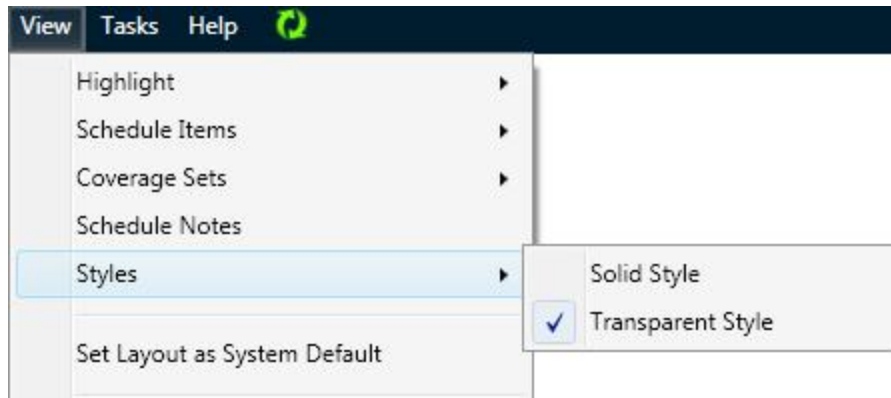 View Tasks Help
Highlight
Schedule Items
Coverage Sets
Schedule Notes
Styles
Solid Style
Transparent Style
Set Layout as System Default